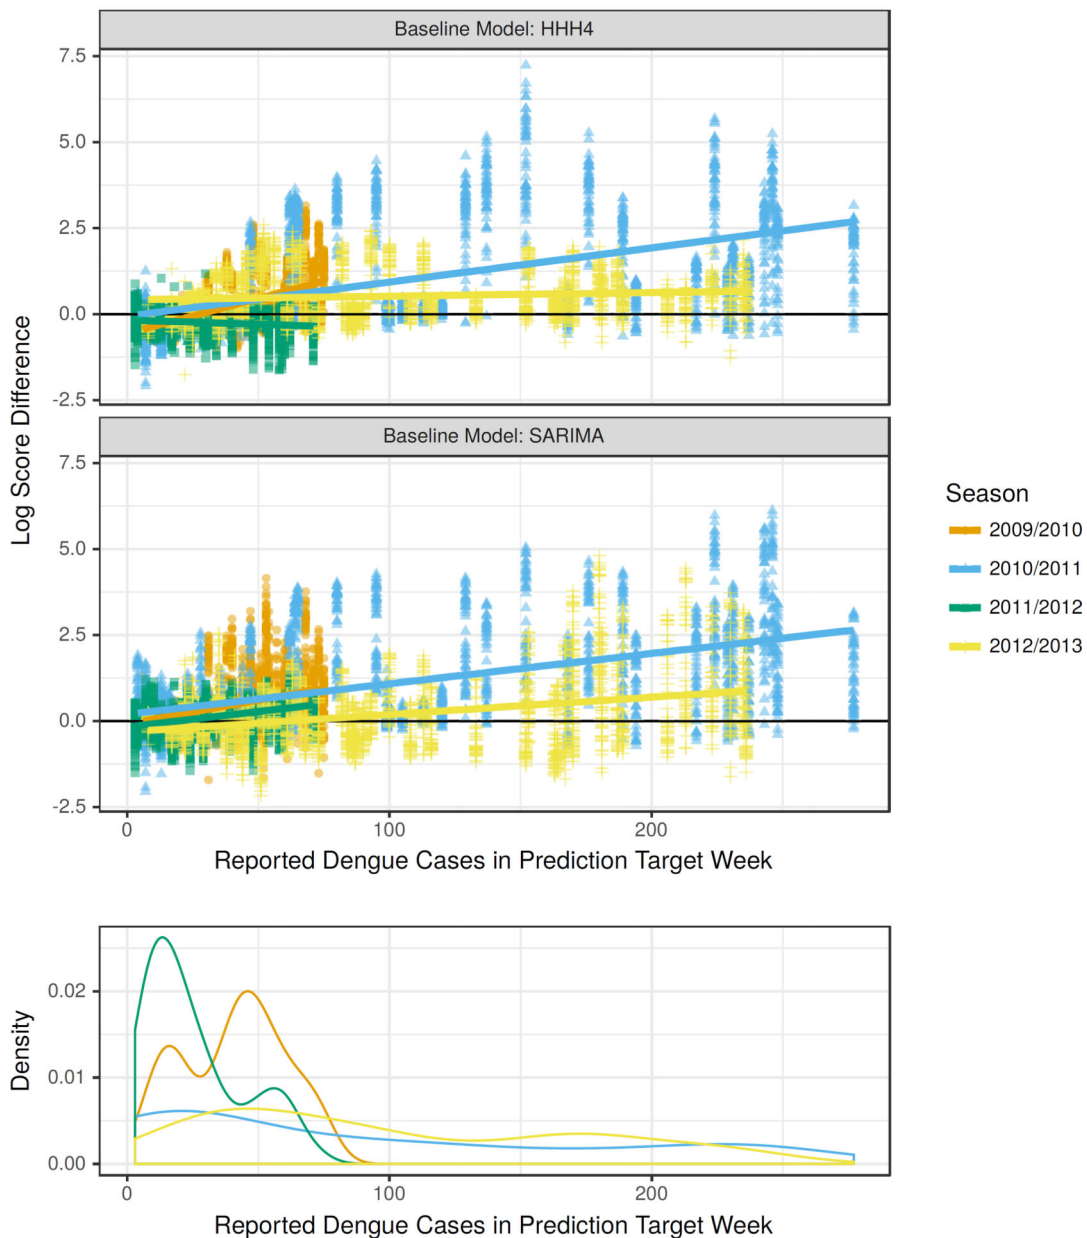 Baseline Model: HHH4
7.5
5.0
2.5
0.0
-2.5
Baseline Model: SARIMA
7.5
5.0
2.5
0.0
-2.5
Log Score Difference
0 100 200
Reported Dengue Cases in Prediction Target Week
Season
2009/2010
2010/2011
2011/2012
2012/2013
0.02
0.01
0.00
Density
0 100 200
Reported Dengue Cases in Prediction Target Week